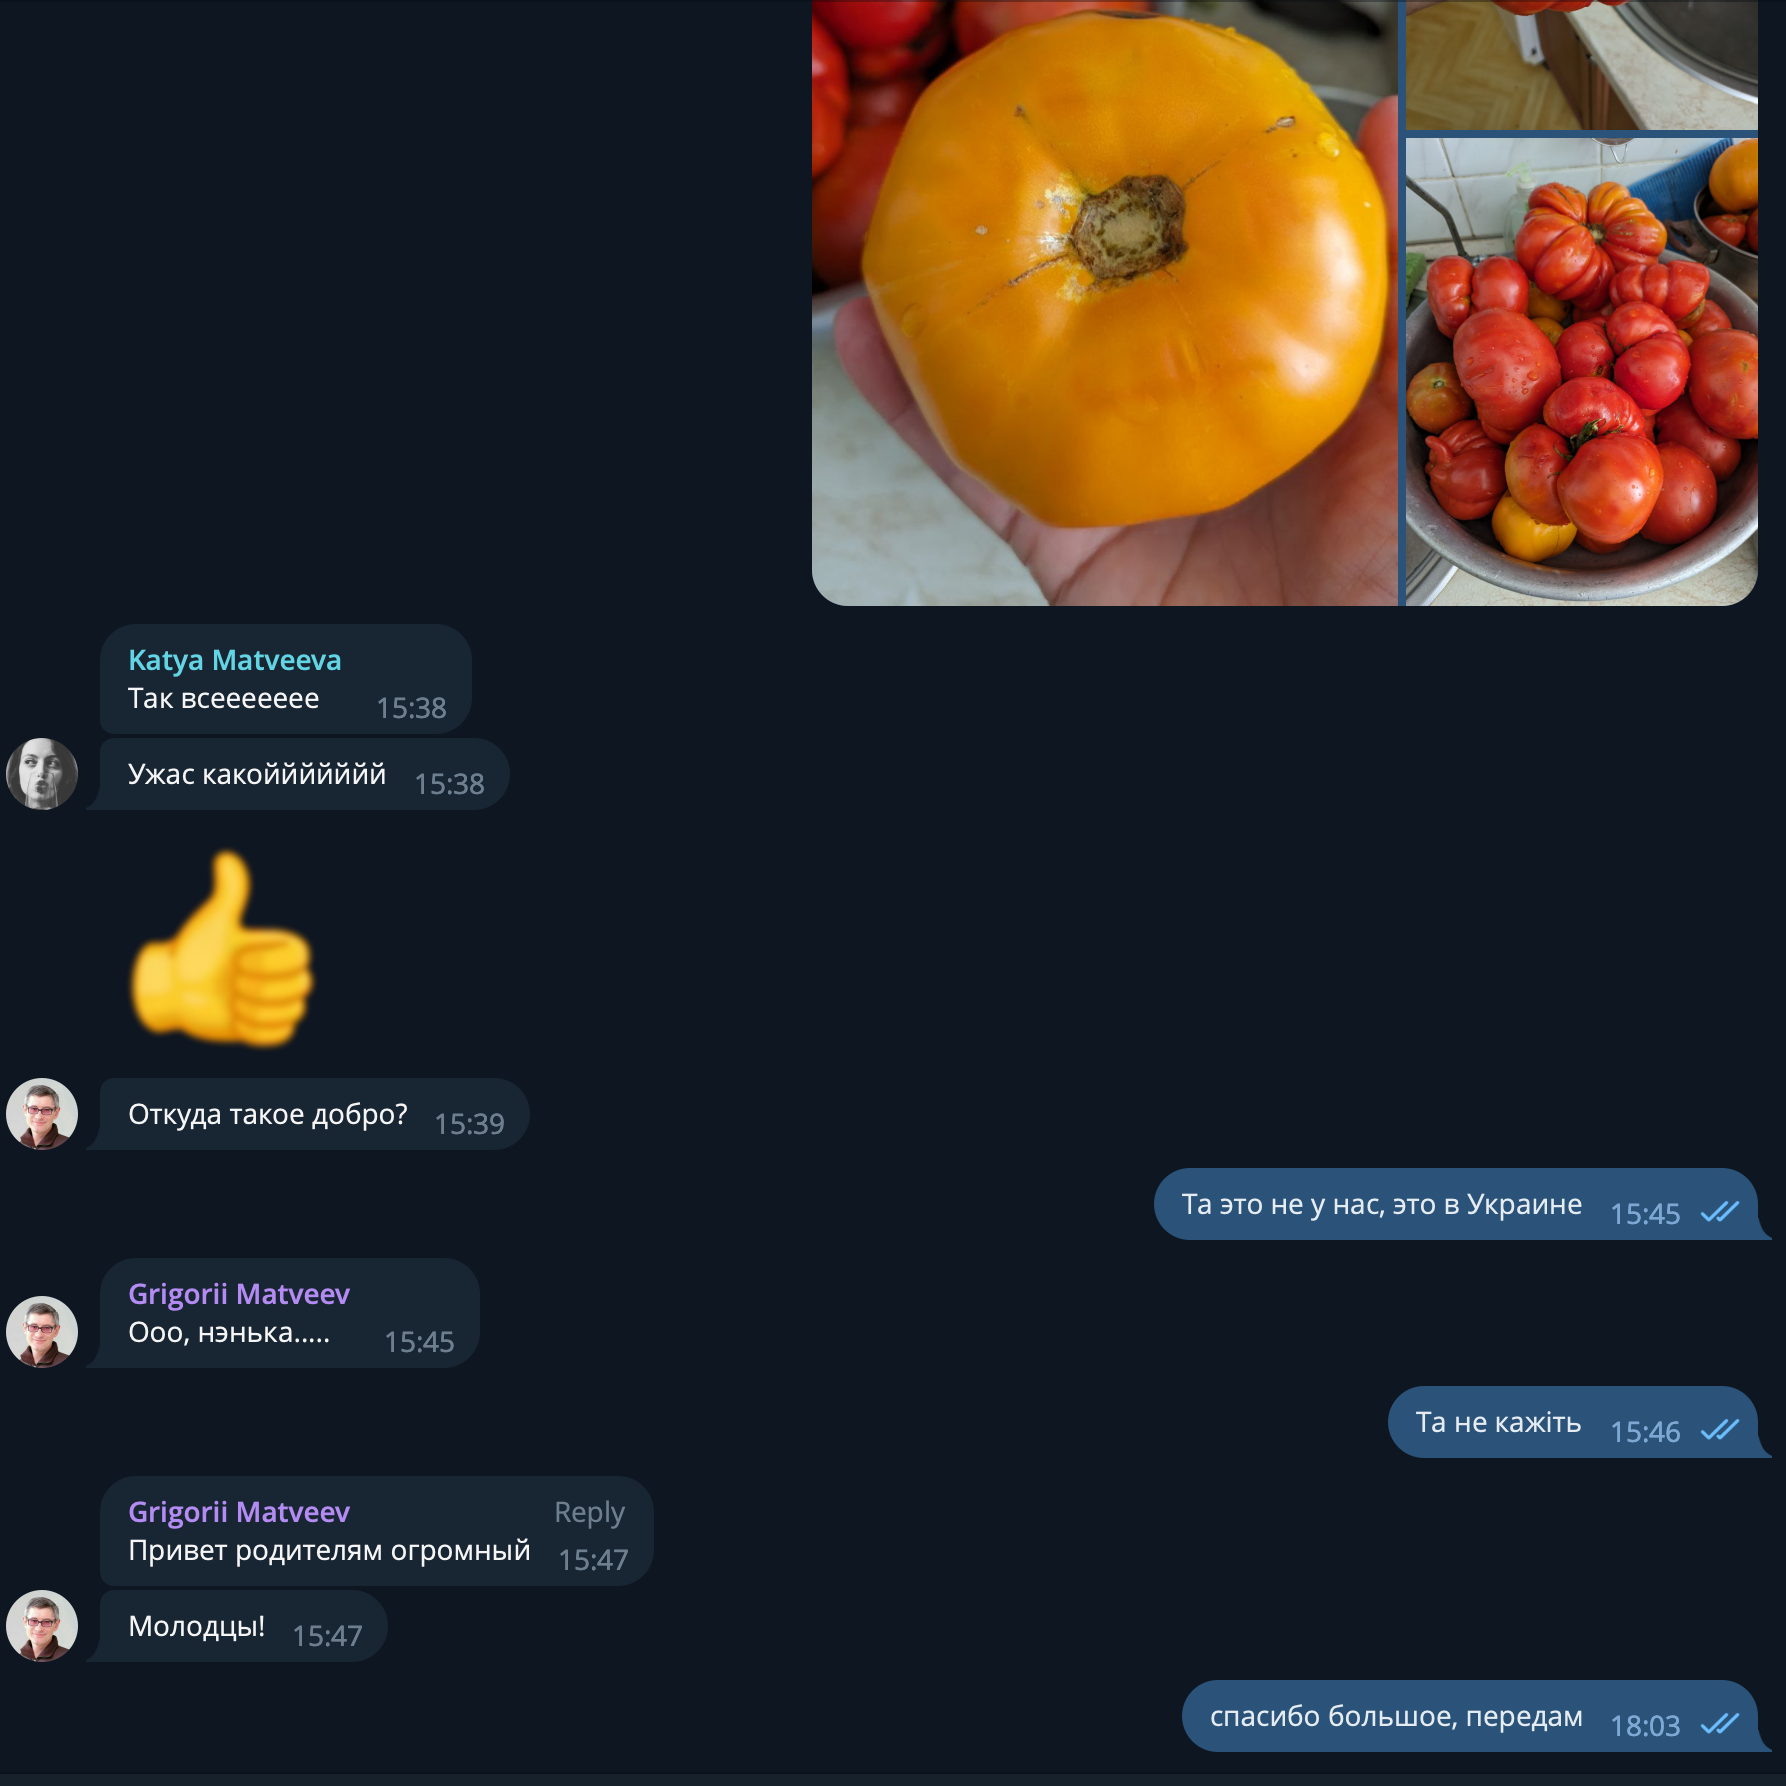 Katya Matveeva
Так всеееееее
15:38
Ужас какоййййййй
15:38
Откуда такое добро?
15:39
Та это не у нас, это в Украине
15:45
Grigorii Matveev
Ооо, нэнька.....
15:45
Та не кажіть
15:46
Grigorii Matveev
Reply
Привет родителям огромный
15:47
Молодцы!
15:47
спасибо большое, передам
18:03